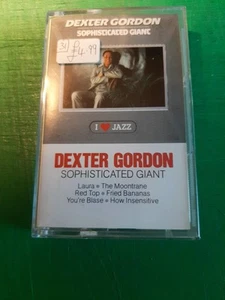 DEXTER GORDON
SOPHISTICATED GIANT
£4.99
I ♥ JAZZ
DEXTER GORDON
SOPHISTICATED GIANT
Laura • The Moontrane
Red Top • Fried Bananas
You're Blase • How Insensitive